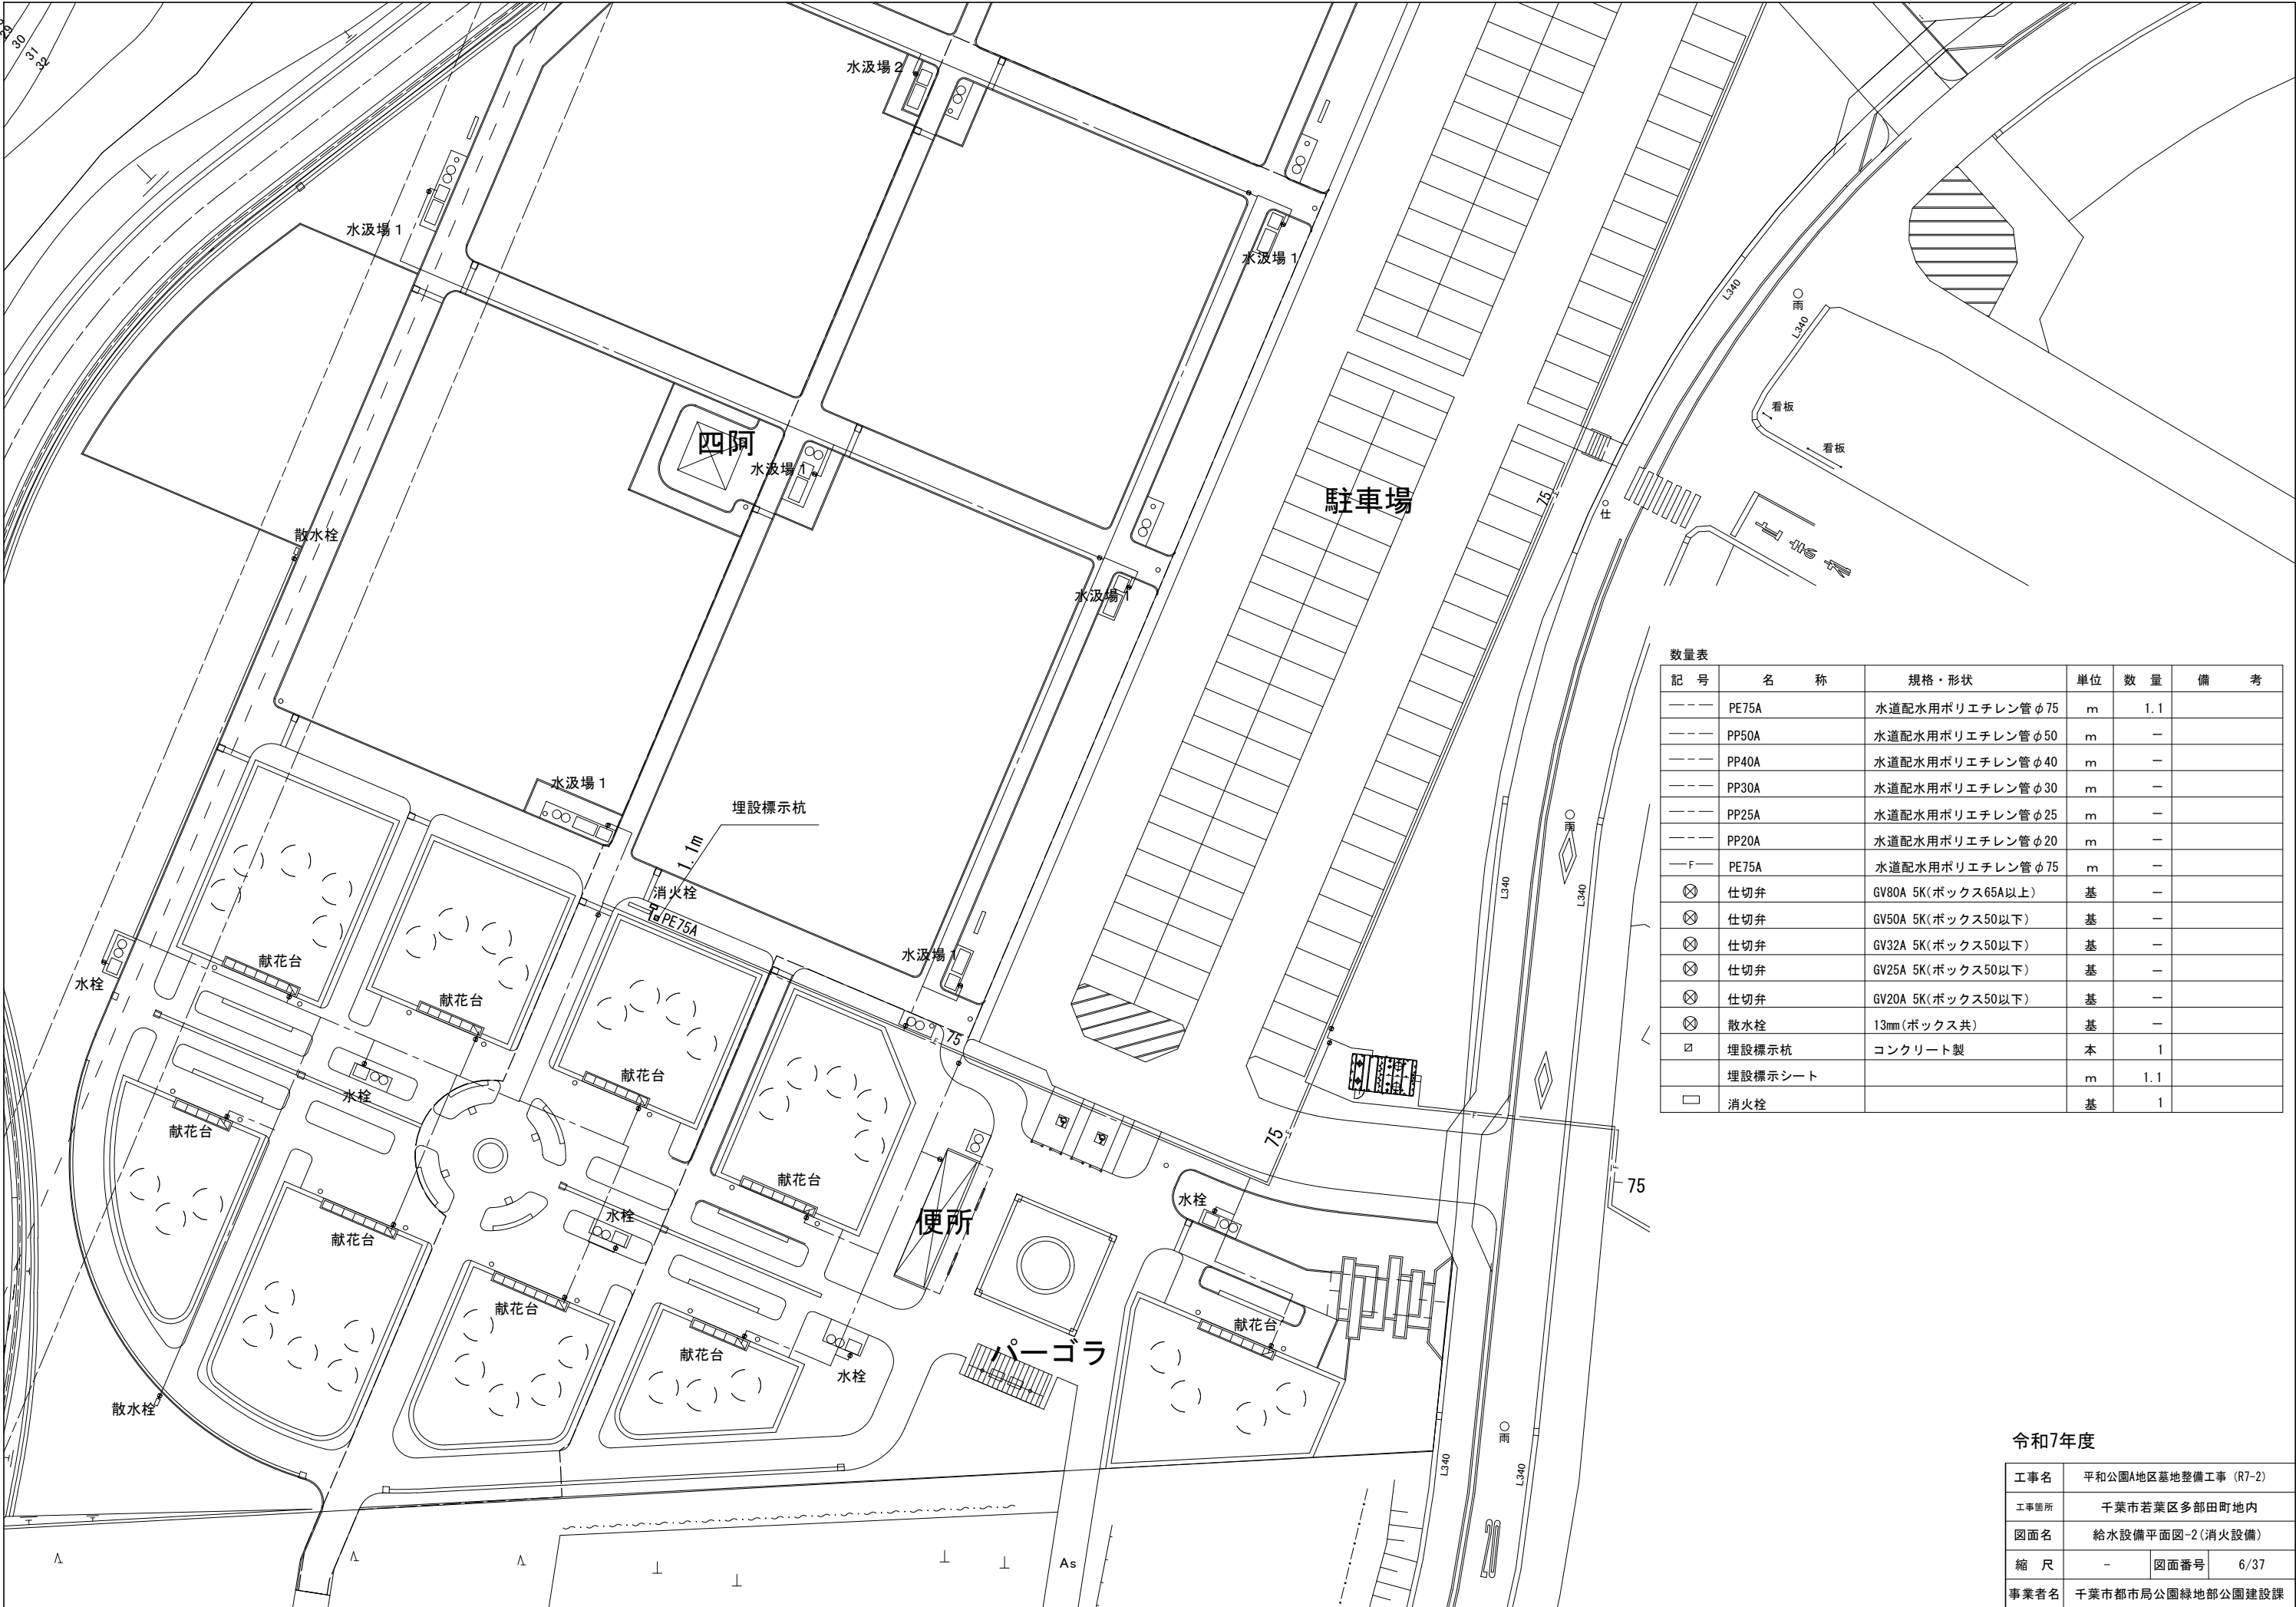 29
30
31
32
水汲場2
水汲場1
水汲場1
四阿
水汲場1
駐車場
75
散水栓
水汲場1
L340
雨
L340
看板
看板
仕
水汲場1
埋設標示杭
1.1m
消火栓
PE75A
水汲場1
75
水栓
献花台
献花台
献花台
献花台
水栓
献花台
献花台
水栓
献花台
献花台
水栓
散水栓
便所
パーゴラ
水栓
献花台
75
75
L340
雨
L340
雨
L340
L340
As
数量表
記 号 名 称 規格・形状 単位 数 量 備 考
PE75A 水道配水用ポリエチレン管φ75 m 1.1
PP50A 水道配水用ポリエチレン管φ50 m －
PP40A 水道配水用ポリエチレン管φ40 m －
PP30A 水道配水用ポリエチレン管φ30 m －
PP25A 水道配水用ポリエチレン管φ25 m －
PP20A 水道配水用ポリエチレン管φ20 m －
F PE75A 水道配水用ポリエチレン管φ75 m －
仕切弁 GV80A 5K(ボックス65A以上) 基 －
仕切弁 GV50A 5K(ボックス50以下) 基 －
仕切弁 GV32A 5K(ボックス50以下) 基 －
仕切弁 GV25A 5K(ボックス50以下) 基 －
仕切弁 GV20A 5K(ボックス50以下) 基 －
散水栓 13mm(ボックス共) 基 －
埋設標示杭 コンクリート製 本 1
埋設標示シート m 1.1
消火栓 基 1
令和7年度
工事名 平和公園A地区墓地整備工事（R7-2）
工事箇所 千葉市若葉区多部田町地内
図面名 給水設備平面図-2(消火設備)
縮 尺 - 図面番号 6/37
事業者名 千葉市都市局公園緑地部公園建設課